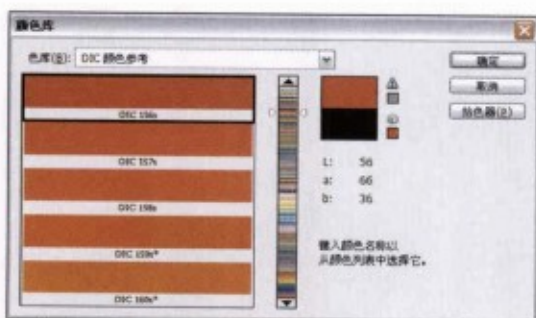 颜色库
色库(B): DIC 颜色参考
确定
取消
拾色器(P)
DIC 156s
DIC 157s
DIC 158s
DIC 159s*
DIC 160s*
L: 56
a: 66
b: 36
键入颜色名称以
从颜色列表中选择它。